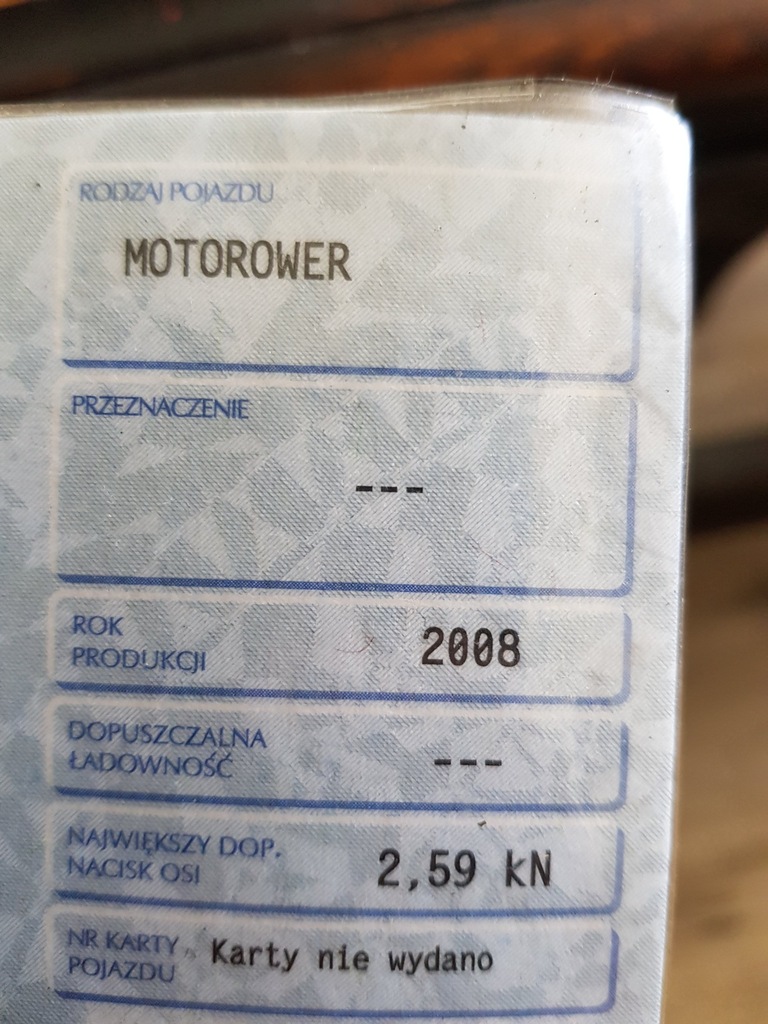 RODZAJ POJAZDU
MOTOROWER
PRZEZNACZENIE
---
ROK
PRODUKCJI
2008
DOPUSZCZALNA
ŁADOWNOŚĆ
---
NAJWIĘKSZY DOP.
NACISK OSI
2,59 kN
NR KARTY
POJAZDU
Karty nie wydano